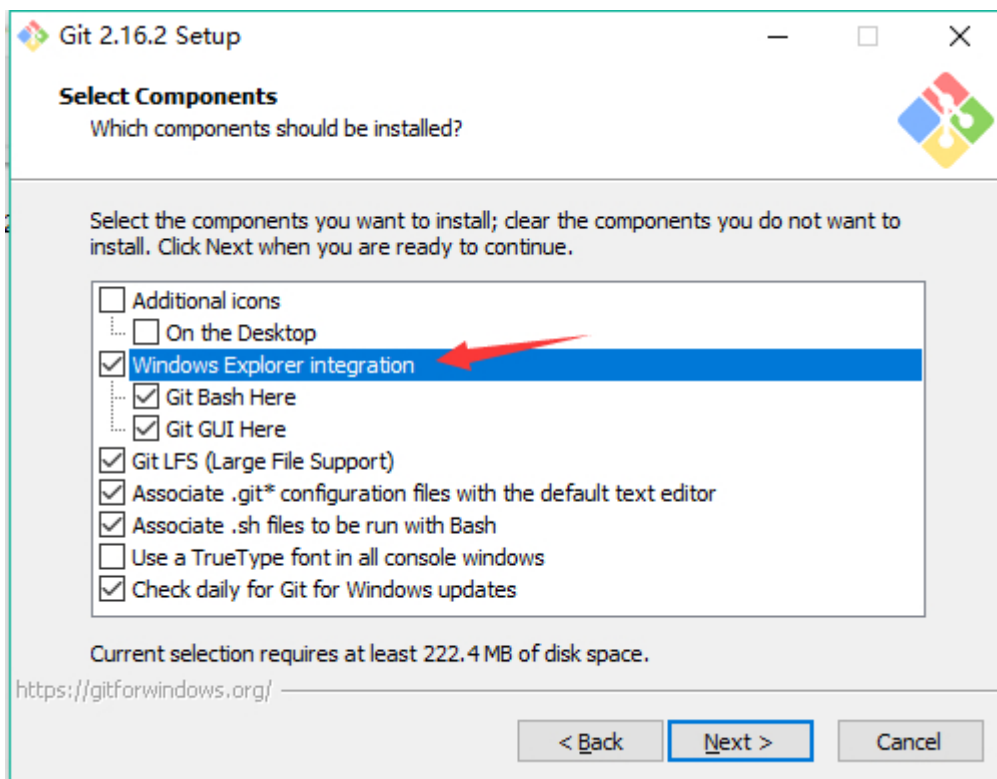 Git 2.16.2 Setup
Select Components
Which components should be installed?
Select the components you want to install; clear the components you do not want to
install. Click Next when you are ready to continue.
Additional icons
On the Desktop
Windows Explorer integration
Git Bash Here
Git GUI Here
Git LFS (Large File Support)
Associate .git* configuration files with the default text editor
Associate .sh files to be run with Bash
Use a TrueType font in all console windows
Check daily for Git for Windows updates
Current selection requires at least 222.4 MB of disk space.
https://gitforwindows.org/
< Back
Next >
Cancel